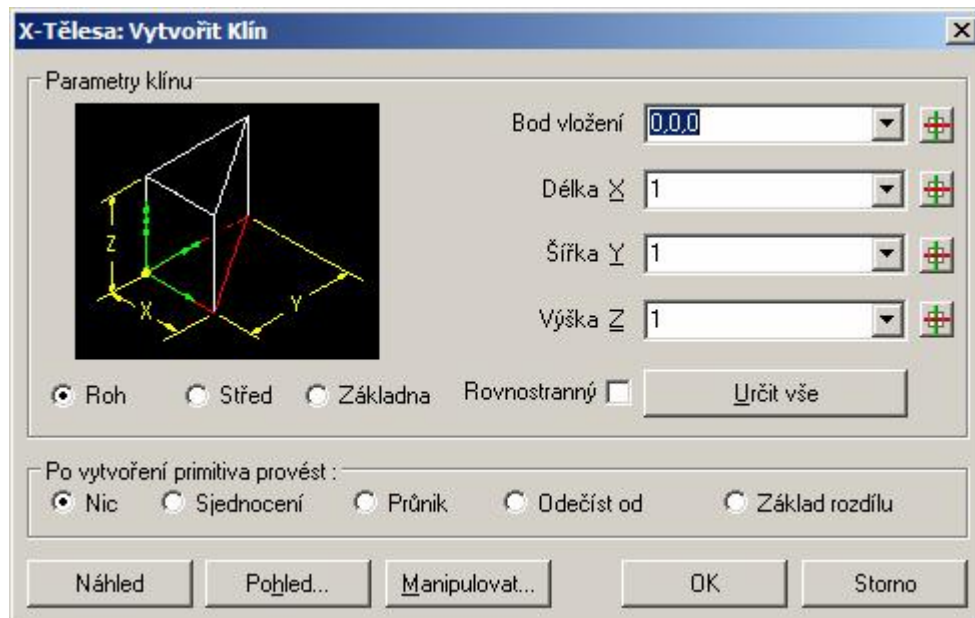 X-Tělesa: Vytvořit Klín
Parametry klínu
Bod vložení 0,0,0
Délka X 1
Šířka Y 1
Výška Z 1
Z
X
Y
Roh Střed Základna Rovnostranný Určit vše
Po vytvoření primitiva provést :
Nic Sjednocení Průnik Odečíst od Základ rozdílu
Náhled Pohled... Manipulovat... OK Storno